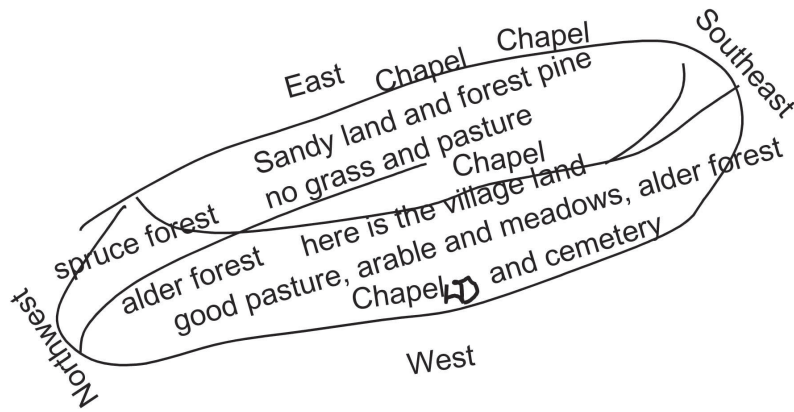 Southeast
Chapel
Chapel
East
Sandy land and forest pine
no grass and pasture
Chapel
spruce forest
here is the village land
alder forest
good pasture, arable and meadows, alder forest
Chapel and cemetery
Northwest
West